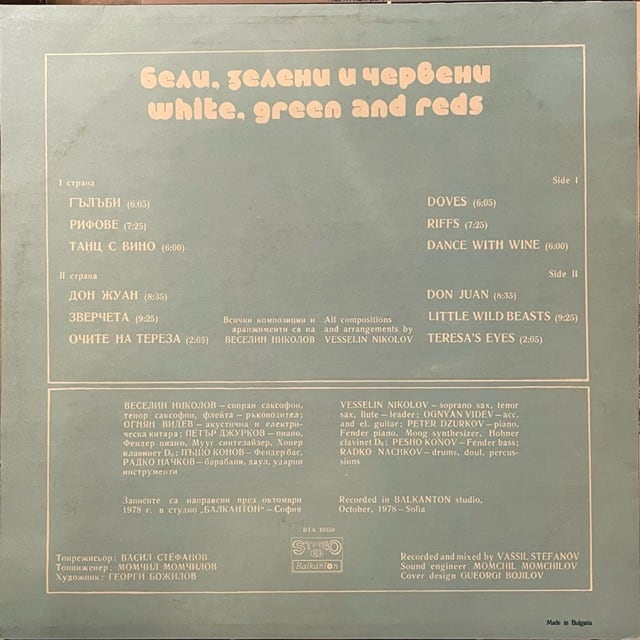 бели, зелени и червени
white, green and reds
I страна
ГЪЛЪБИ (6:05)
РИФОВЕ (7:25)
ТАНЦ С ВИНО (6:00)
Side I
DOVES (6:05)
RIFFS (7:25)
DANCE WITH WINE (6:00)
II страна
ДОН ЖУАН (8:35)
ЗВЕРЧЕТА (9:25)
ОЧИТЕ НА ТЕРЕЗА (2:05)
Всички композиции и
аранжименти са на
ВЕСЕЛИН НИКОЛОВ
All compositions
and arrangements by
VESSELIN NIKOLOV
Side II
DON JUAN (8:35)
LITTLE WILD BEASTS (9:25)
TERESA'S EYES (2:05)
ВЕСЕЛИН НИКОЛОВ — сопран саксофон,
тенор саксофон, флейта — ръководител;
ОГНЯН ВИДЕВ — акустична и електри-
ческа китара; ПЕТЪР ДЖУРКОВ — пиано,
Фендер пиано, Мууг синтезайзер, Хонер
клавинет D₆; ПЪШО КОНОВ — Фендер бас,
РАДКО НАЧКОВ — барабани, даул, ударни
инструменти
VESSELIN NIKOLOV — soprano sax, tenor
sax, flute — leader; OGNYAN VIDEV — acc.
and el. guitar; PETER DZURKOV — piano,
Fender piano, Moog synthesizer, Hohner
clavinet D₆; PESHO KONOV — Fender bass;
RADKO NACHKOV — drums, doul, percus-
sions
Записите са направени през октомври
1978 г. в студио „БАЛКАНТОН" — София
Recorded in BALKANTON studio,
October, 1978 — Sofia
BTA 10350
STEREO
Balkanton
Тонрежисьор: ВАСИЛ СТЕФАНОВ
Тонинженер: МОМЧИЛ МОМЧИЛОВ
Художник: ГЕОРГИ БОЖИЛОВ
Recorded and mixed by VASSIL STEFANOV
Sound engineer MOMCHIL MOMCHILOV
Cover design GUEORGI BOJILOV
Made in Bulgaria